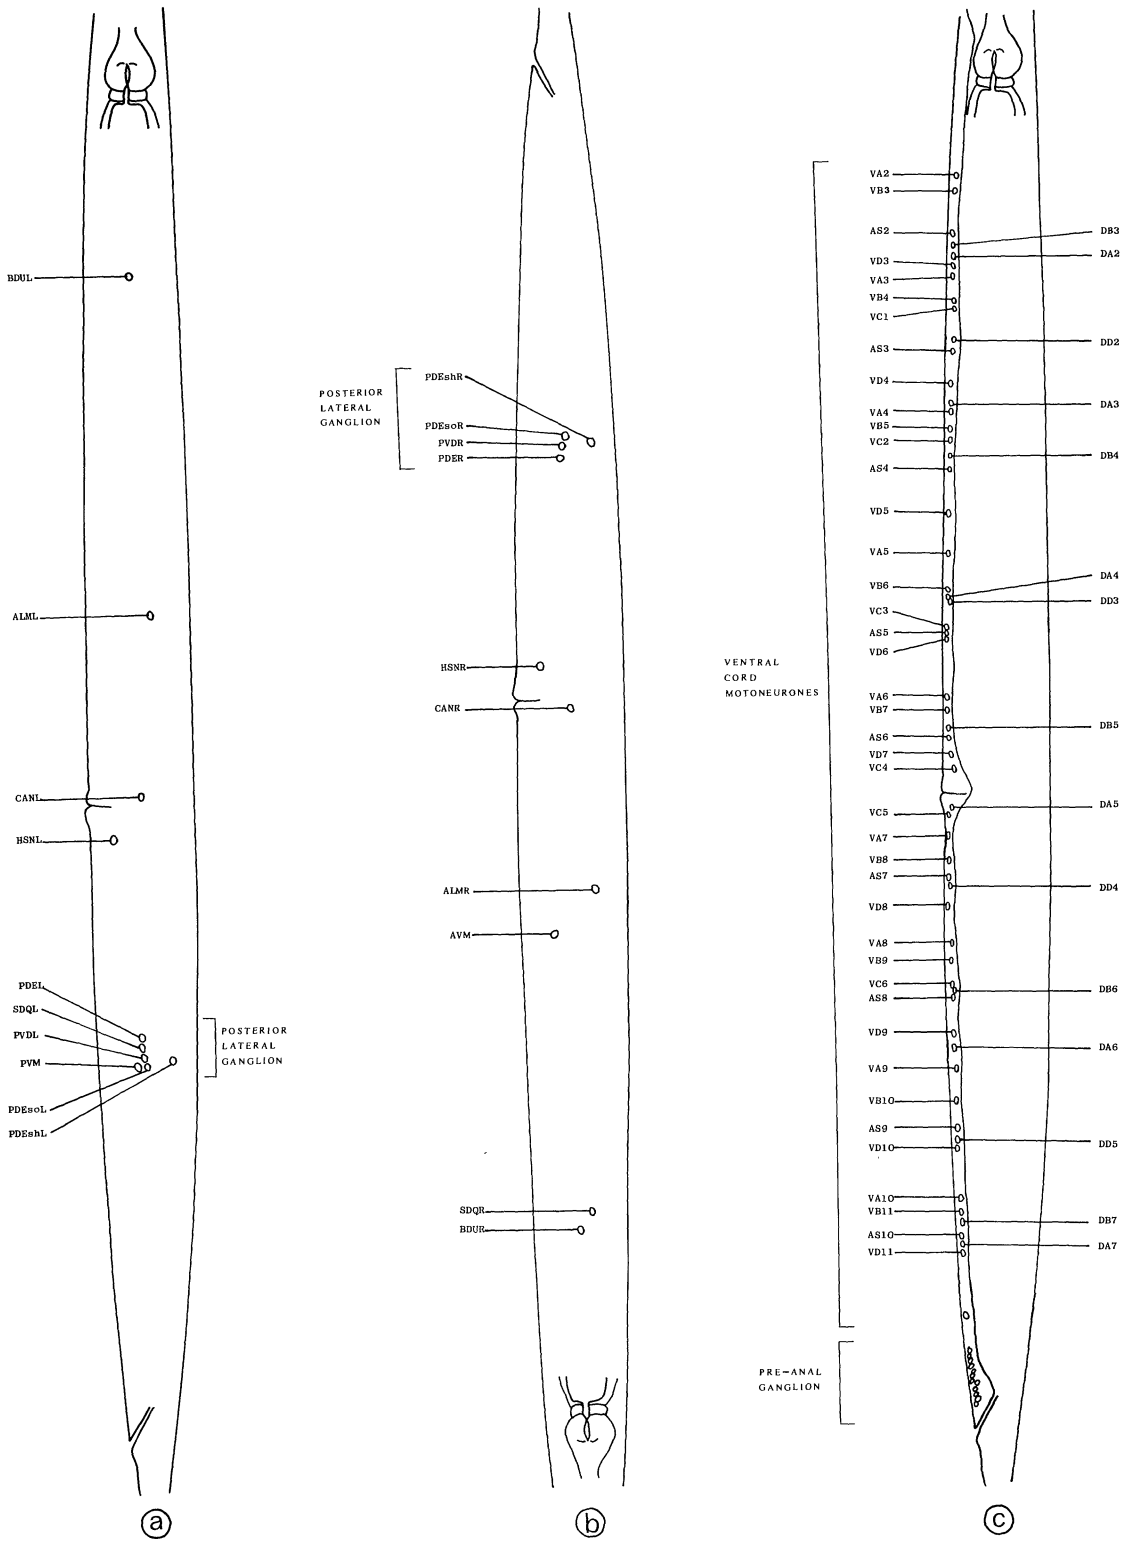 BDUL
ALML
CANL
HSNL
PDEL
SDQL
PVDL
PVM
PDEsoL
PDEshL
POSTERIOR
LATERAL
GANGLION
a
POSTERIOR
LATERAL
GANGLION
PDEshR
PDEsoR
PVDR
PDER
HSNR
CANR
ALMR
AVM
SDQR
BDUR
b
VENTRAL
CORD
MOTONEURONES
PRE-ANAL
GANGLION
VA2
VB3
AS2
VD3
VA3
VB4
VC1
AS3
VD4
VA4
VB5
VC2
AS4
VD5
VA5
VB6
VC3
AS5
VD6
VA6
VB7
AS6
VD7
VC4
VC5
VA7
VB8
AS7
VD8
VA8
VB9
VC6
AS8
VD9
VA9
VB10
AS9
VD10
VA10
VB11
AS10
VD11
DB3
DA2
DD2
DA3
DB4
DA4
DD3
DB5
DA5
DD4
DB6
DA6
DD5
DB7
DA7
c